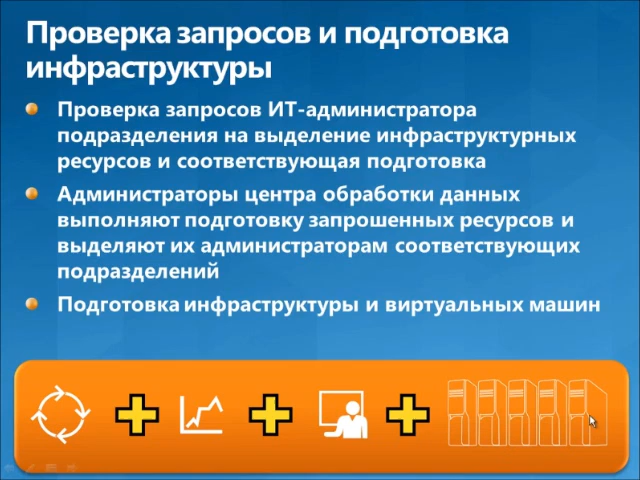 Проверка запросов и подготовка
инфраструктуры
Проверка запросов ИТ-администратора
подразделения на выделение инфраструктурных
ресурсов и соответствующая подготовка
Администраторы центра обработки данных
выполняют подготовку запрошенных ресурсов и
выделяют их администраторам соответствующих
подразделений
Подготовка инфраструктуры и виртуальных машин